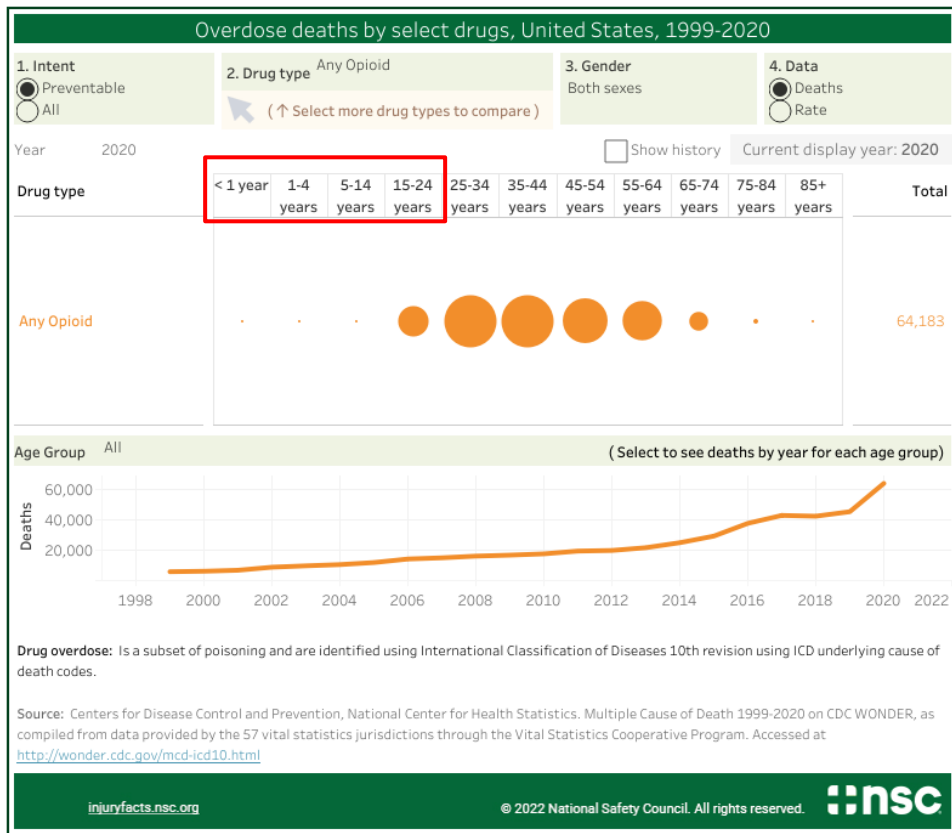 Overdose deaths by select drugs, United States, 1999-2020
1. Intent
Preventable
All
2. Drug type Any Opioid
( ↑ Select more drug types to compare )
3. Gender
Both sexes
4. Data
Deaths
Rate
Year 2020
Show history
Current display year: 2020
Drug type < 1 year 1-4 years 5-14 years 15-24 years 25-34 years 35-44 years 45-54 years 55-64 years 65-74 years 75-84 years 85+ years Total
Any Opioid 64,183
Age Group All ( Select to see deaths by year for each age group)
Deaths
60,000
40,000
20,000
1998 2000 2002 2004 2006 2008 2010 2012 2014 2016 2018 2020 2022
Drug overdose: Is a subset of poisoning and are identified using International Classification of Diseases 10th revision using ICD underlying cause of
death codes.
Source: Centers for Disease Control and Prevention, National Center for Health Statistics. Multiple Cause of Death 1999-2020 on CDC WONDER, as
compiled from data provided by the 57 vital statistics jurisdictions through the Vital Statistics Cooperative Program. Accessed at
http://wonder.cdc.gov/mcd-icd10.html
injuryfacts.nsc.org
© 2022 National Safety Council. All rights reserved.
nsc